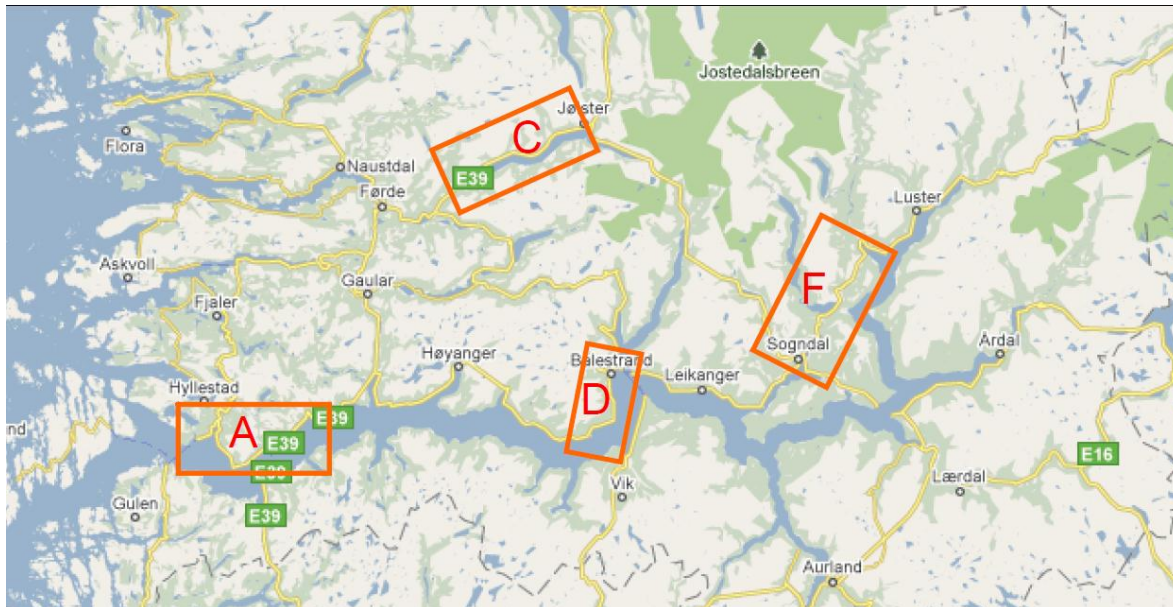 Jostedalsbreen
Jølster
C
Flora
Naustdal
E39
Førde
Luster
Askvoll
Gaular
F
Fjaler
Årdal
Høyanger
Balestrand
Sogndal
Leikanger
Hyllestad
D
A
E39
nd
E39
E39
E16
Lærdal
Vik
Gulen
E39
Aurland